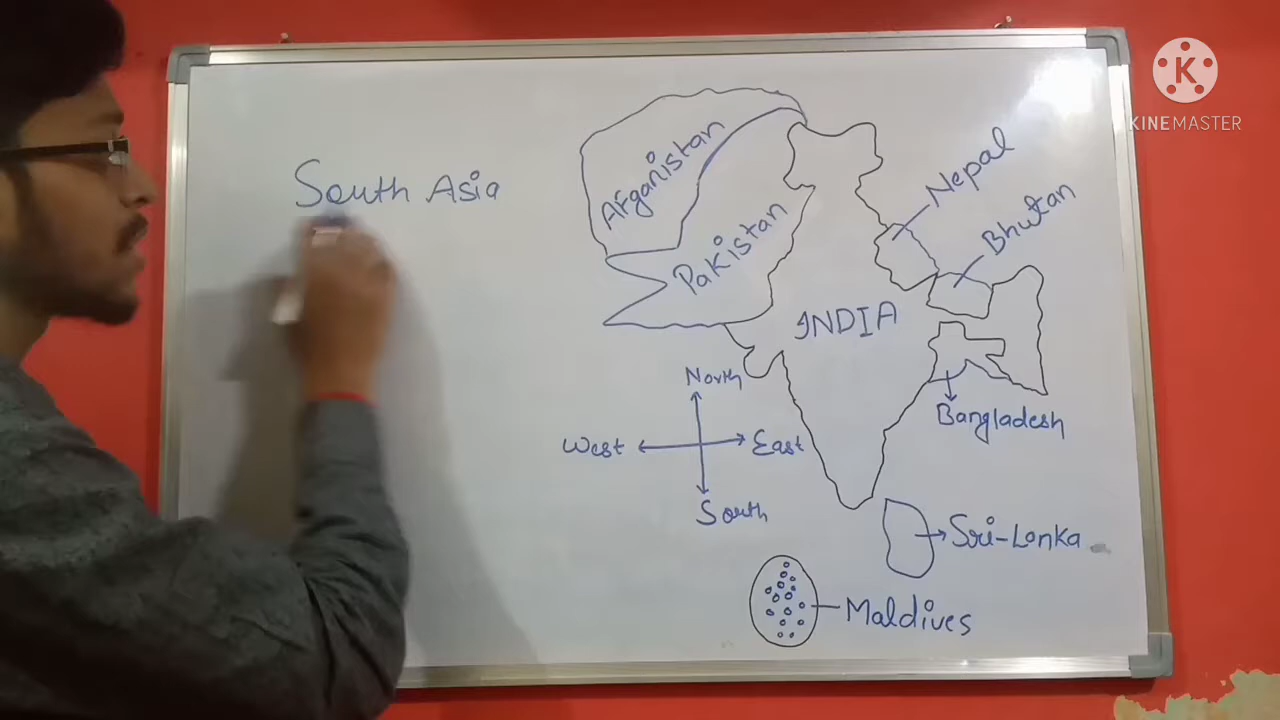 K
KINEMASTER
South Asia
Afganistan
Pakistan
Nepal
Bhutan
INDIA
Bangladesh
North
West
East
South
Sri-Lonka
Maldives